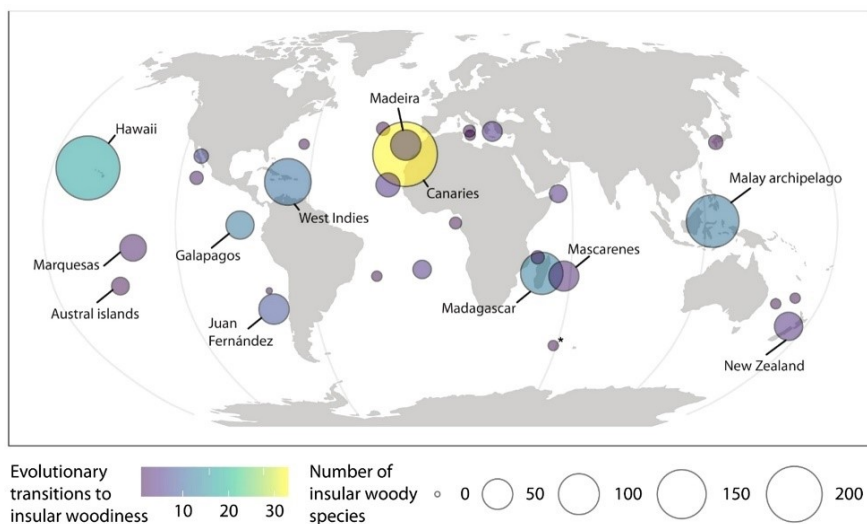 Madeira
Hawaii
Canaries
Malay archipelago
West Indies
Galapagos
Marquesas
Mascarenes
Madagascar
Austral islands
Juan
Fernández
*
New Zealand
Evolutionary
transitions to
insular woodiness
10 20 30
Number of
insular woody
species
0 50 100 150 200